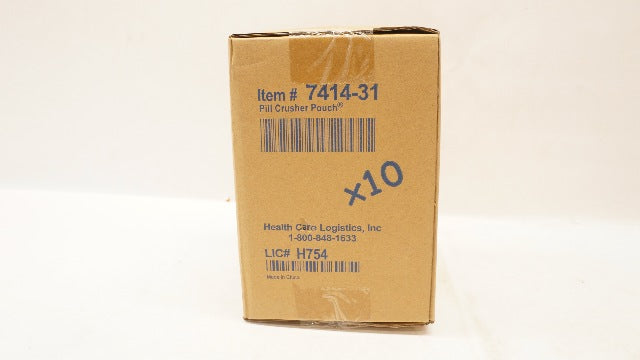 Item # 7414-31
Pill Crusher Pouch®
x10
Health Care Logistics, Inc
1-800-848-1633
LIC# H754
Made in China